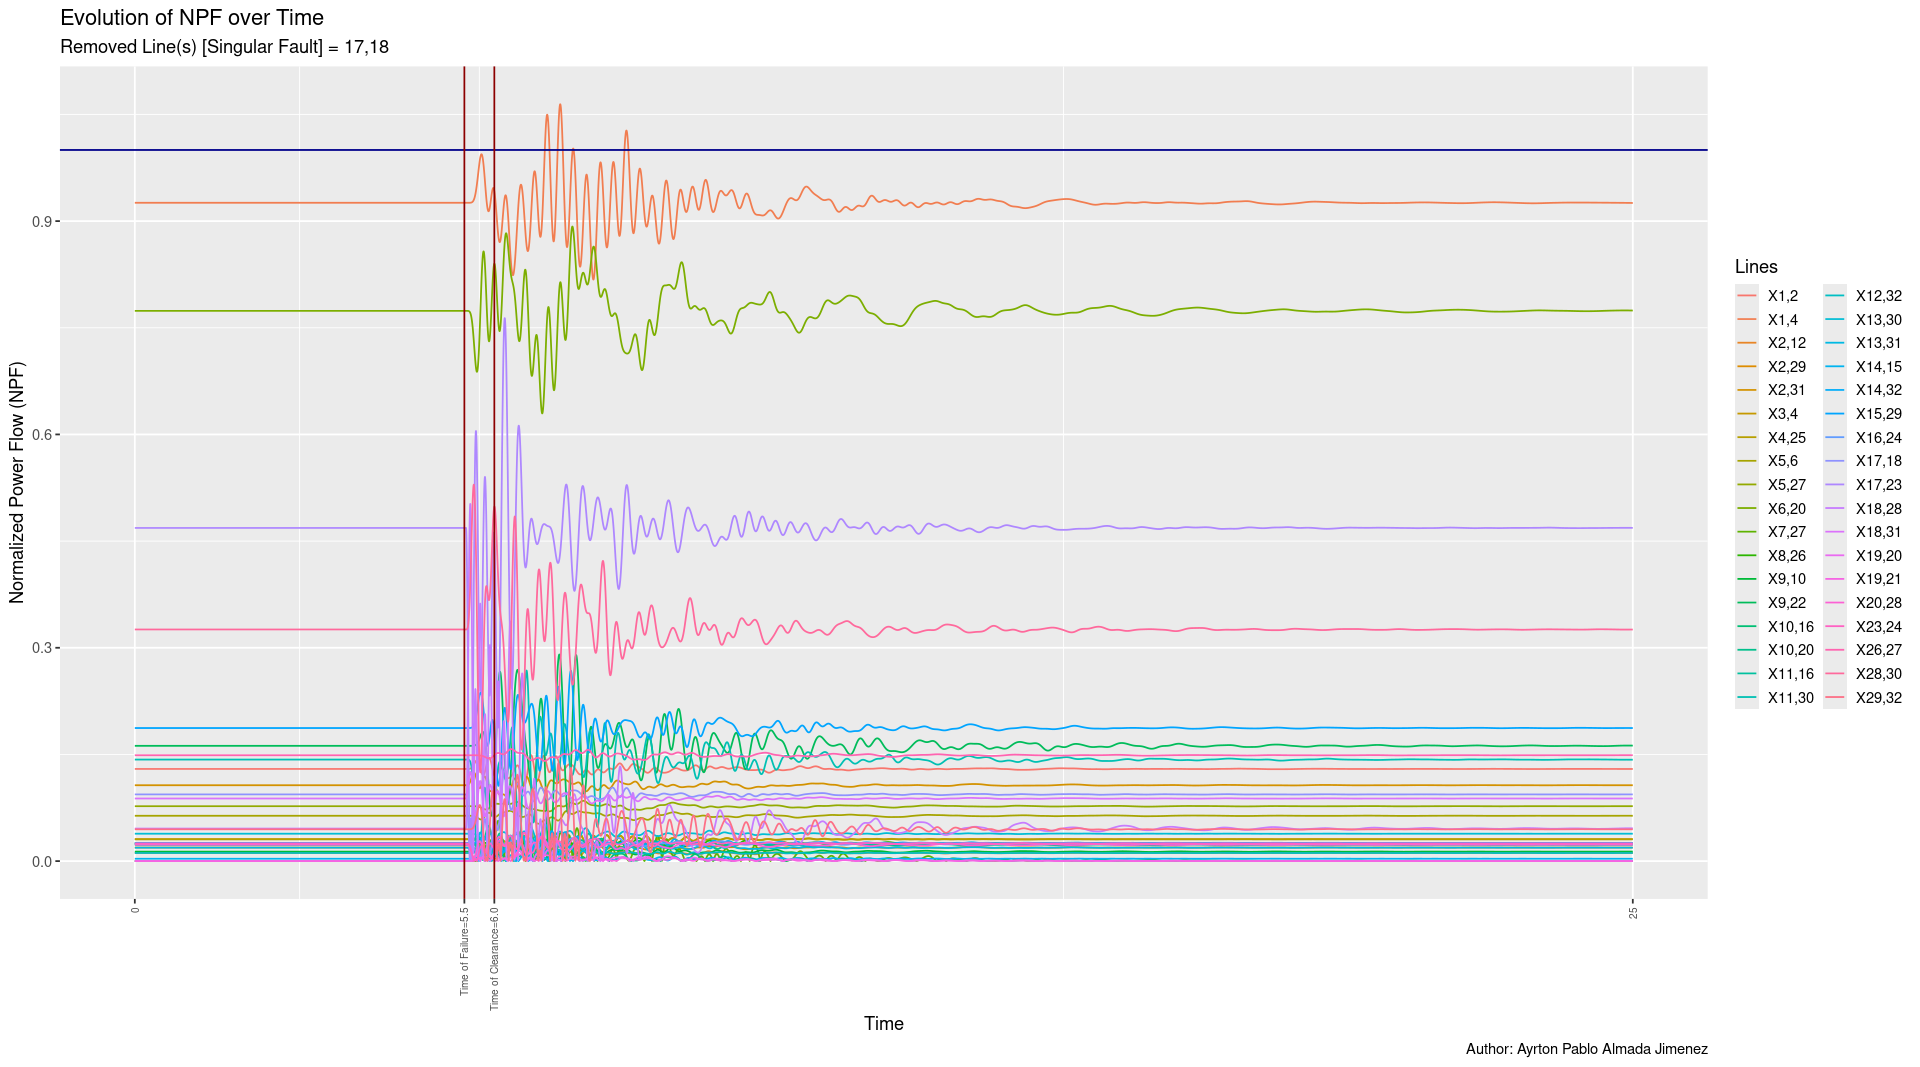 Evolution of NPF over Time
Removed Line(s) [Singular Fault] = 17,18
Normalized Power Flow (NPF)
0.9
0.6
0.3
0.0
0
Time of Failure=5.5
Time of Clearance=6.0
25
Time
Lines
X1,2
X1,4
X2,12
X2,29
X2,31
X3,4
X4,25
X5,6
X5,27
X6,20
X7,27
X8,26
X9,10
X9,22
X10,16
X10,20
X11,16
X11,30
X12,32
X13,30
X13,31
X14,15
X14,32
X15,29
X16,24
X17,18
X17,23
X18,28
X18,31
X19,20
X19,21
X20,28
X23,24
X26,27
X28,30
X29,32
Author: Ayrton Pablo Almada Jimenez